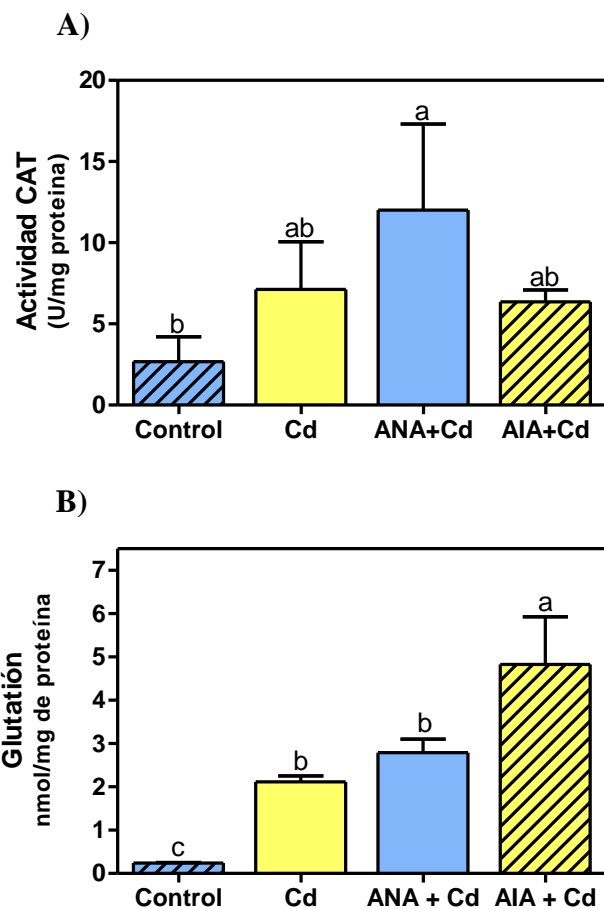 A)
20
15
10
5
0
Actividad CAT
(U/mg proteina)
b
ab
a
ab
Control Cd ANA+Cd AIA+Cd
B)
7
6
5
4
3
2
1
0
Glutatión
nmol/mg de proteína
c
b
b
a
Control Cd ANA + Cd AIA + Cd